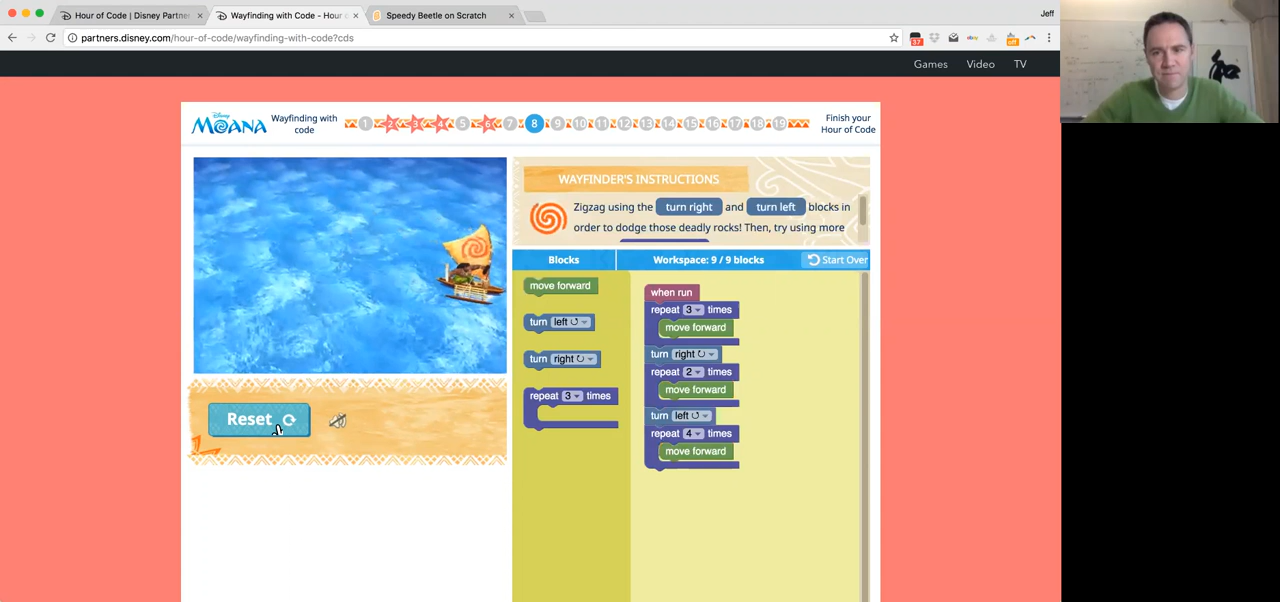 Hour of Code | Disney Partne
Wayfinding with Code - Hour
Speedy Beetle on Scratch
Jeff
partners.disney.com/hour-of-code/wayfinding-with-code?cds
37
ebay
off
Games Video TV
Disney
MOANA
Wayfinding with
code
1 2 3 4 5 6 7 8 9 10 11 12 13 14 15 16 17 18 19
Finish your
Hour of Code
WAYFINDER'S INSTRUCTIONS
Zigzag using the turn right and turn left blocks in
order to dodge those deadly rocks! Then, try using more
Blocks
Workspace: 9 / 9 blocks
Start Over
move forward
turn left
turn right
repeat 3 times
when run
repeat 3 times
move forward
turn right
repeat 2 times
move forward
turn left
repeat 4 times
move forward
Reset